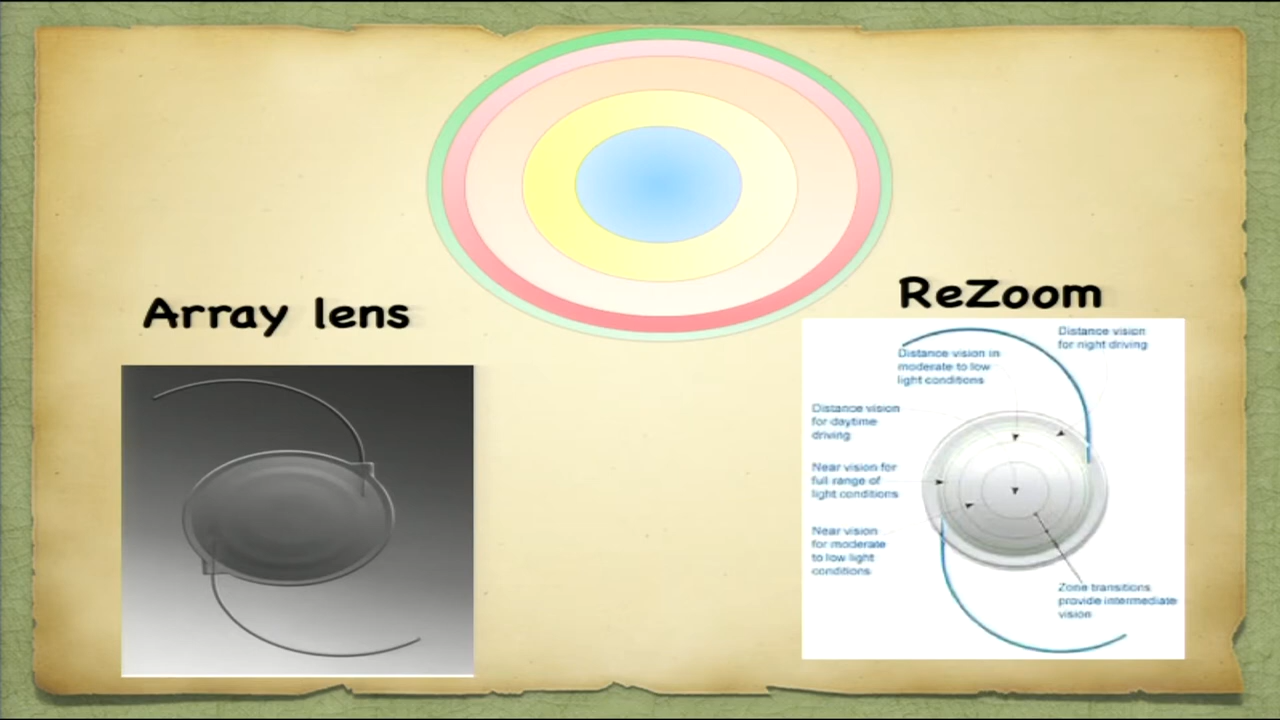 Array lens
ReZoom
Distance vision
for night driving
Distance vision in
moderate to low
light conditions
Distance vision
for daytime
driving
Near vision for
full range of
light conditions
Near vision
for moderate
to low light
conditions
Zone transitions
provide intermediate
vision